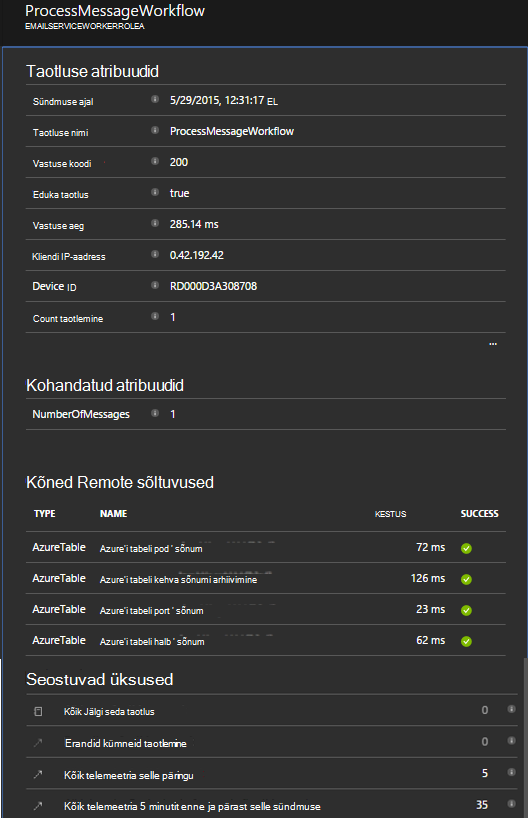 ProcessMessageWorkflow
EMAILSERVICEWORKERROLEA
Taotluse atribuudid
Sündmuse ajal 5/29/2015, 12:31:17 EL
Taotluse nimi ProcessMessageWorkflow
Vastuse koodi 200
Eduka taotlus true
Vastuse aeg 285.14 ms
Kliendi IP-aadress 0.42.192.42
Device ID RD000D3A308708
Count taotlemine 1
...
Kohandatud atribuudid
NumberOfMessages 1
Kõned Remote sõltuvused
TYPE NAME KESTUS SUCCESS
AzureTable Azure'i tabeli pod ' sõnum 72 ms
AzureTable Azure'i tabeli kehva sõnumi arhiivimine 126 ms
AzureTable Azure'i tabeli port ' sõnum 23 ms
AzureTable Azure'i tabeli halb ' sõnum 62 ms
Seostuvad üksused
Kõik Jälgi seda taotlus 0
Erandid kümneid taotlemine 0
Kõik telemeetria selle päringu 5
Kõik telemeetria 5 minutit enne ja pärast selle sündmuse 35